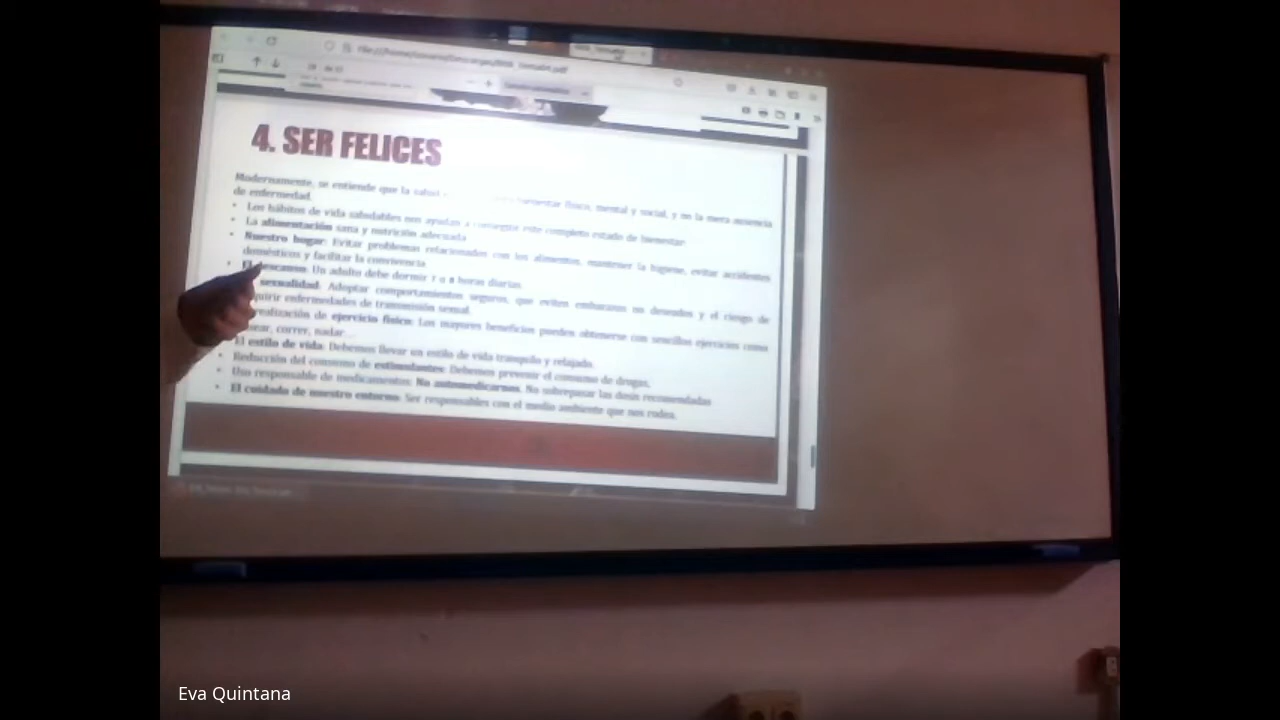 4. SER FELICES
Modernamente, se entiende que la salud bienestar físico, mental y social, y no la mera ausencia
de enfermedad.
• Los hábitos de vida saludables nos ayudan a conseguir este completo estado de bienestar:
• La alimentación sana y nutrición adecuada
• Nuestro hogar: Evitar problemas relacionados con los alimentos, mantener la higiene, evitar accidentes
domésticos y facilitar la convivencia.
• El descanso: Un adulto debe dormir 7 u 8 horas diarias.
sexualidad: Adoptar comportamientos seguros, que eviten embarazos no deseados y el riesgo de
quirir enfermedades de transmisión sexual.
realización de ejercicio físico: Los mayores beneficios pueden obtenerse con sencillos ejercicios como
correr, nadar...
El estilo de vida: Debemos llevar un estilo de vida tranquilo y relajado.
• Reducción del consumo de estimulantes: Debemos prevenir el consumo de drogas.
• Uso responsable de medicamentos: No automedicarnos. No sobrepasar las dosis recomendadas
• El cuidado de nuestro entorno: Ser responsables con el medio ambiente que nos rodea.
Eva Quintana